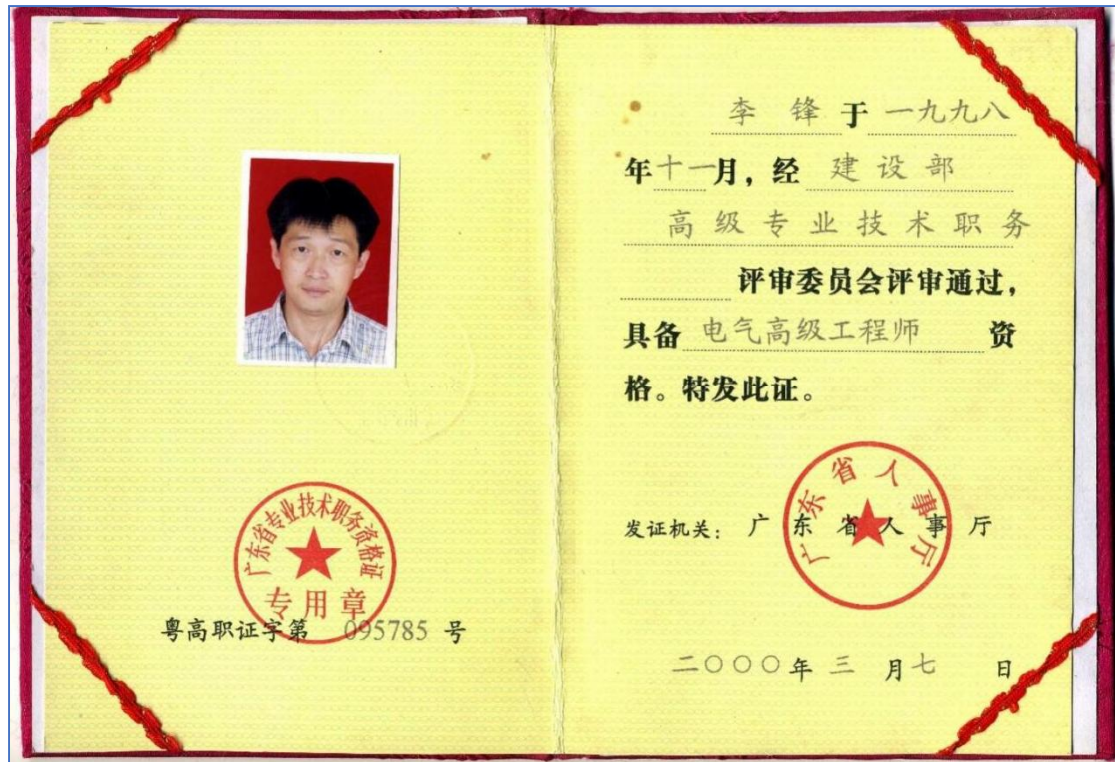 广东省专业技术职务资格证
专用章
粤高职证字第 095785 号
李 锋 于 一九九八
年十一月，经 建设部
高级专业技术职务
评审委员会评审通过，
具备 电气高级工程师 资
格。特发此证。
广东省人事厅
发证机关：广东省人事厅
二〇〇〇年 三 月 七 日